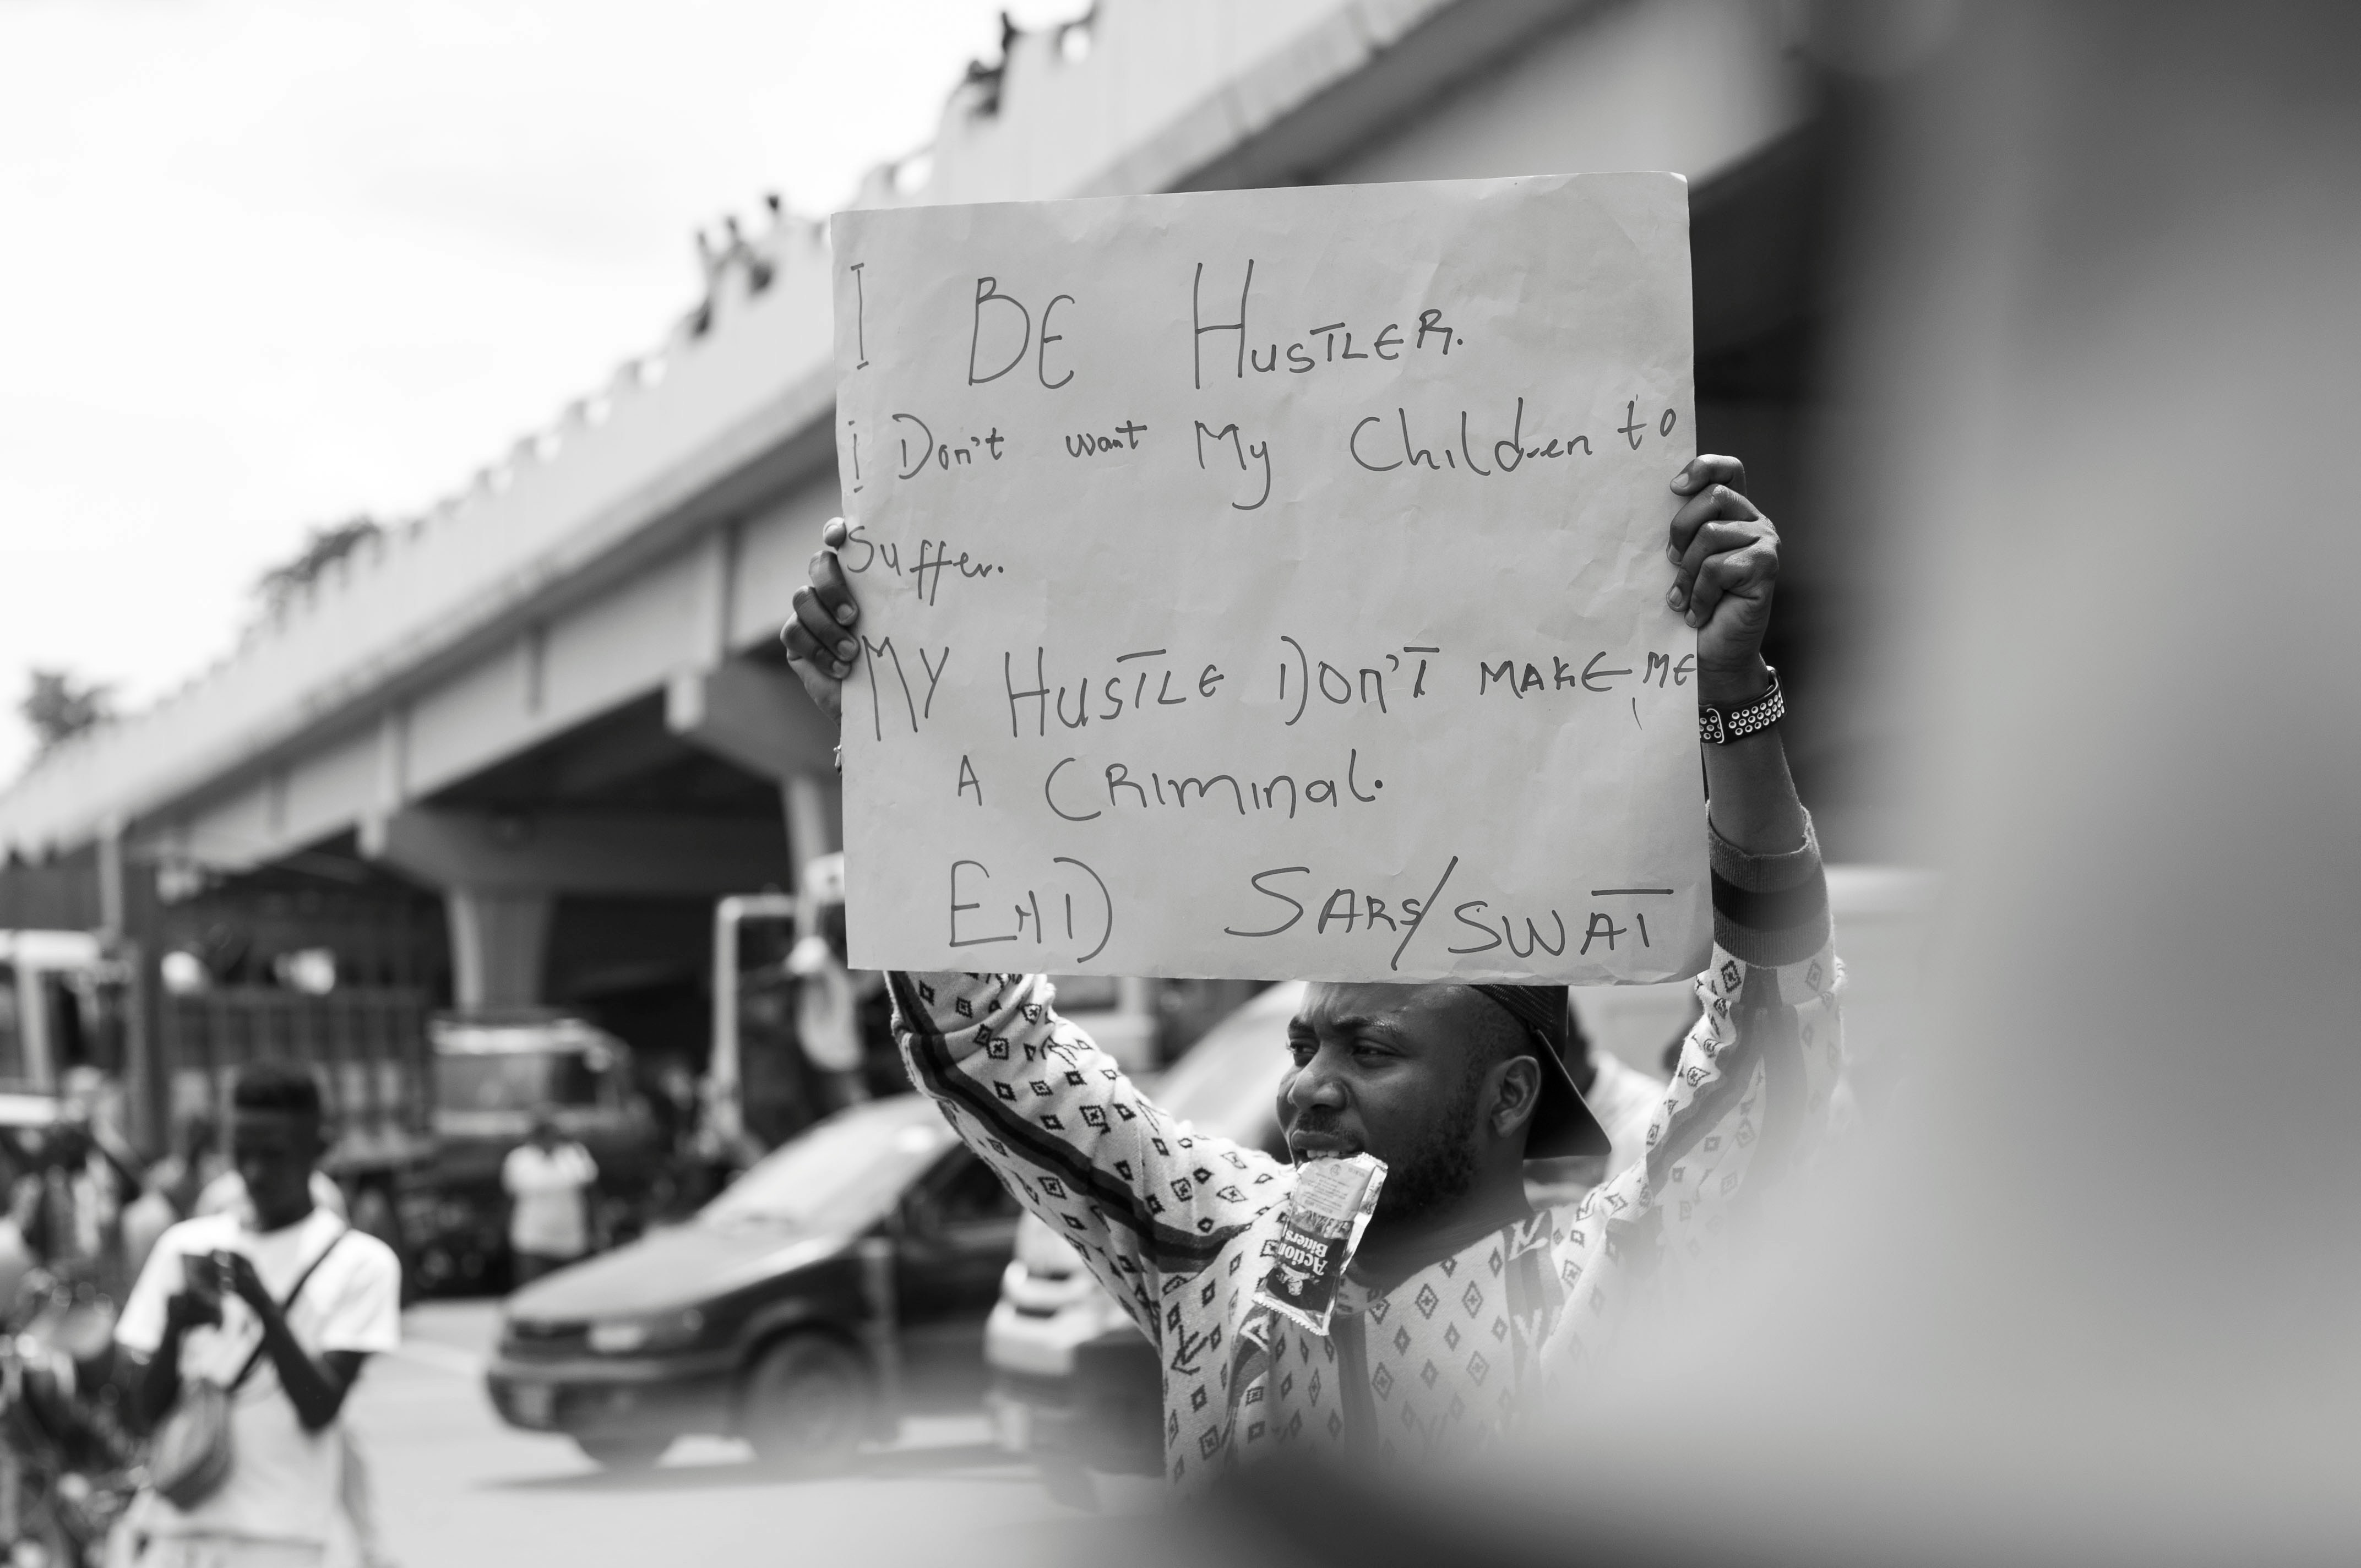 I BE HUSTLER.
i Don't want My Children to
Suffer.
MY HUSTLE DON'T MAKE ME
A CRiminal.
END SARS/SWAT
Action
Bitters